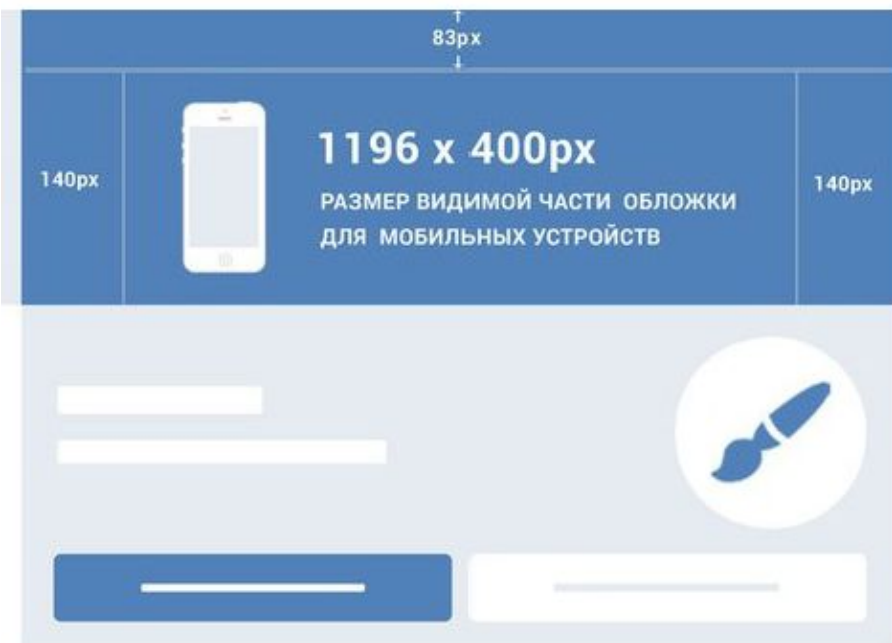 83px
140px
1196 x 400px
РАЗМЕР ВИДИМОЙ ЧАСТИ ОБЛОЖКИ
ДЛЯ МОБИЛЬНЫХ УСТРОЙСТВ
140px